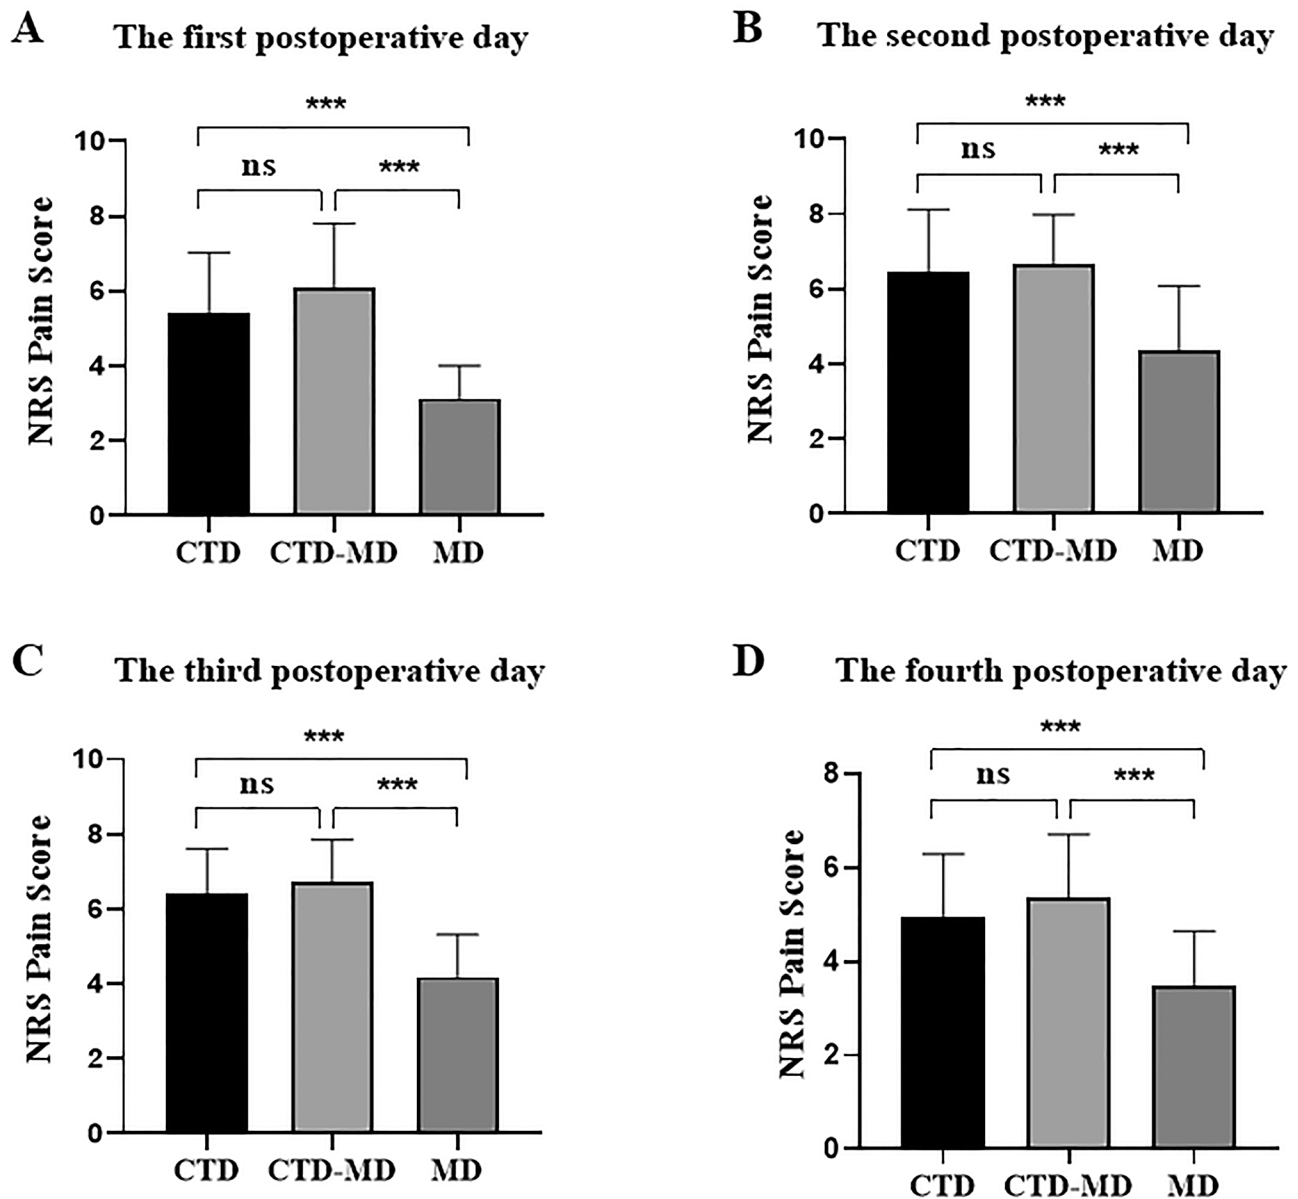 A
The first postoperative day
***
ns
***
10
8
6
4
2
0
NRS Pain Score
CTD
CTD-MD
MD
B
The second postoperative day
***
ns
***
10
8
6
4
2
0
NRS Pain Score
CTD
CTD-MD
MD
C
The third postoperative day
***
ns
***
10
8
6
4
2
0
NRS Pain Score
CTD
CTD-MD
MD
D
The fourth postoperative day
***
ns
***
8
6
4
2
0
NRS Pain Score
CTD
CTD-MD
MD